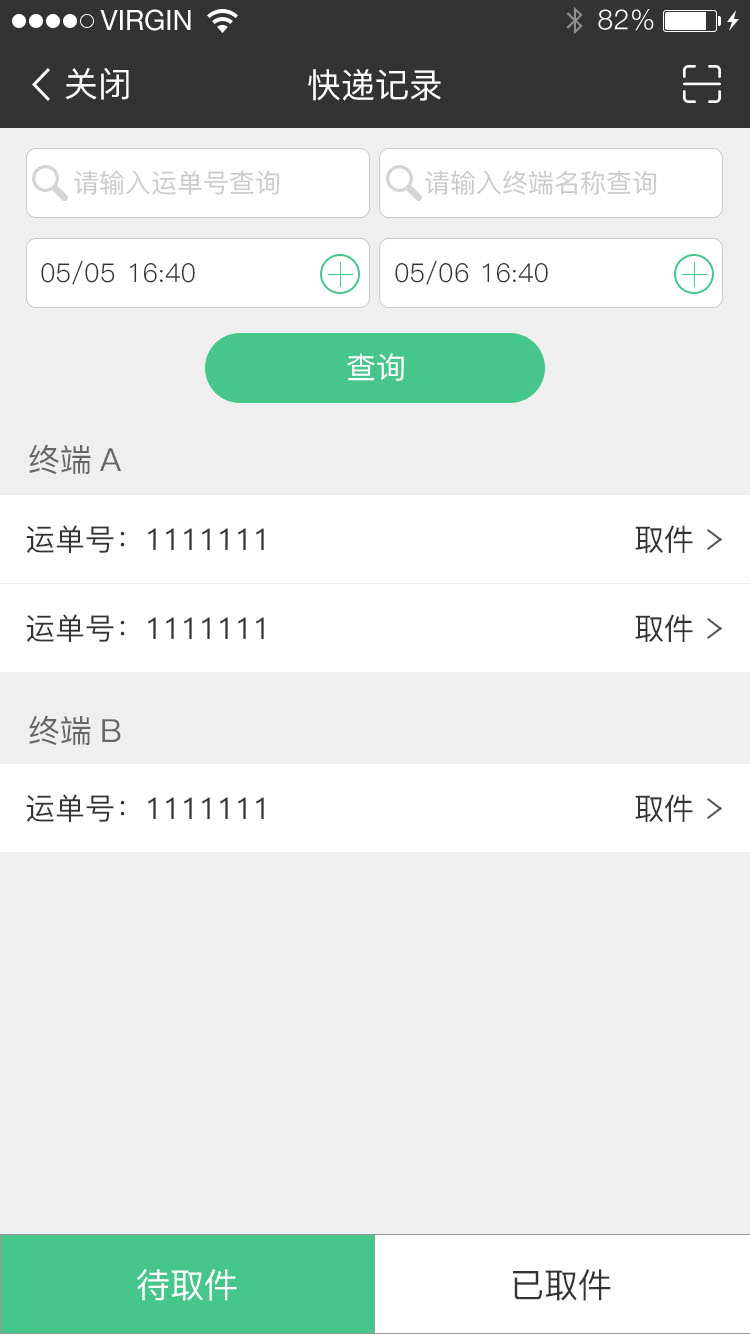 VIRGIN 82%
关闭 快递记录
请输入运单号查询 请输入终端名称查询
05/05 16:40 05/06 16:40
查询
终端 A
运单号：1111111 取件
运单号：1111111 取件
终端 B
运单号：1111111 取件
待取件 已取件